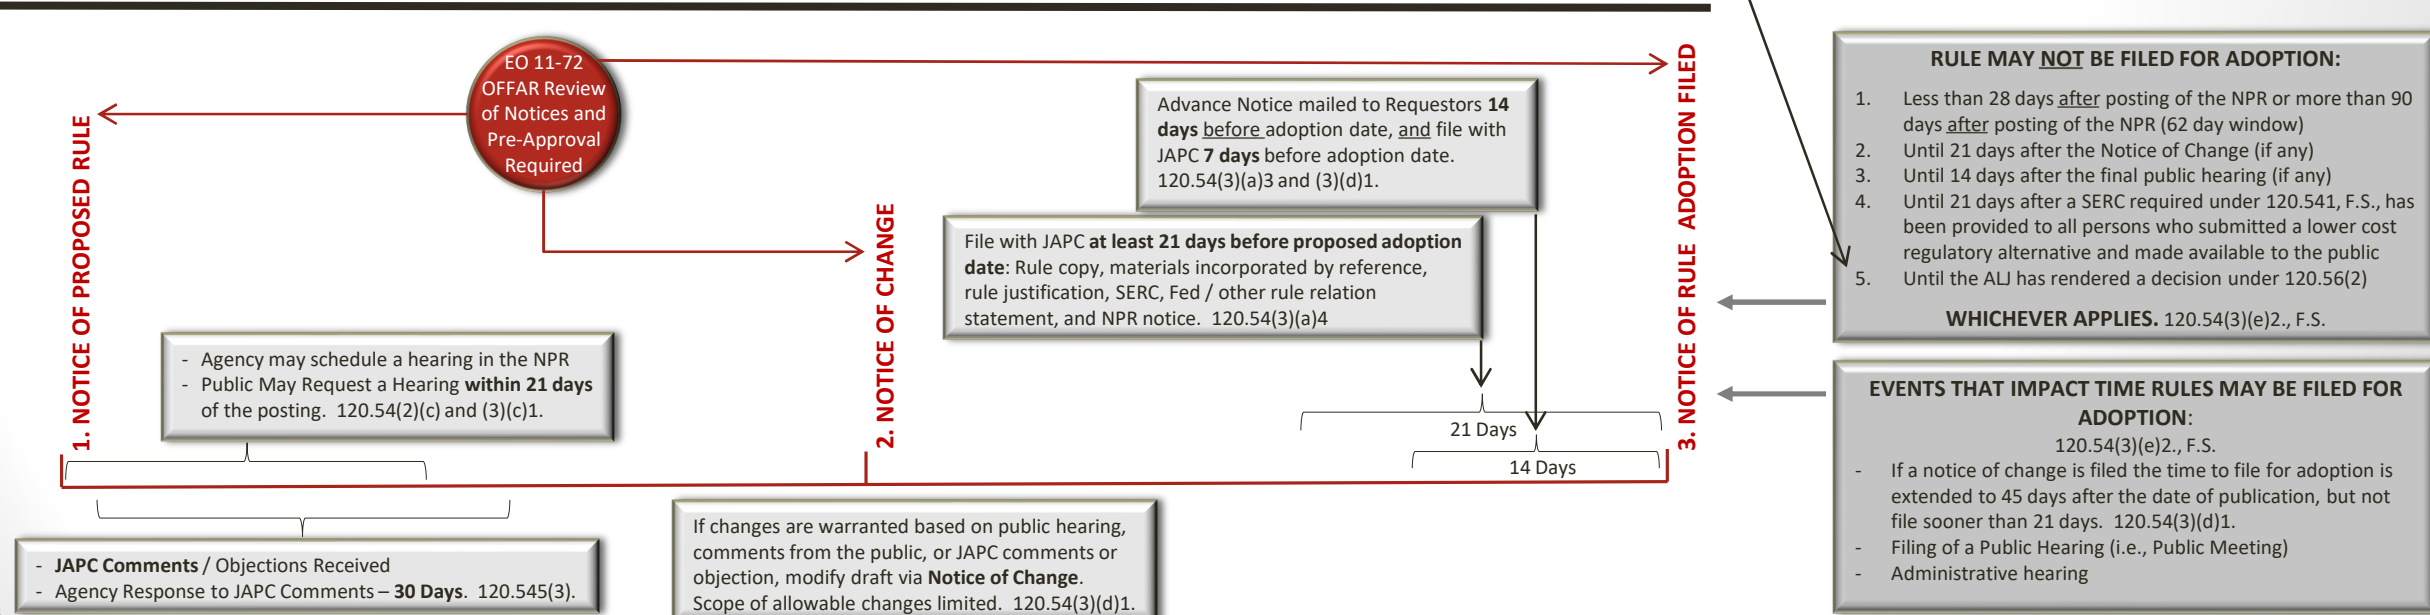 EO 11-72
OFFAR Review
of Notices and
Pre-Approval
Required
1. NOTICE OF PROPOSED RULE
- Agency may schedule a hearing in the NPR
- Public May Request a Hearing within 21 days
of the posting. 120.54(2)(c) and (3)(c)1.
- JAPC Comments / Objections Received
- Agency Response to JAPC Comments – 30 Days. 120.545(3).
2. NOTICE OF CHANGE
If changes are warranted based on public hearing,
comments from the public, or JAPC comments or
objection, modify draft via Notice of Change.
Scope of allowable changes limited. 120.54(3)(d)1.
Advance Notice mailed to Requestors 14
days before adoption date, and file with
JAPC 7 days before adoption date.
120.54(3)(a)3 and (3)(d)1.
File with JAPC at least 21 days before proposed adoption
date: Rule copy, materials incorporated by reference,
rule justification, SERC, Fed / other rule relation
statement, and NPR notice. 120.54(3)(a)4
21 Days
14 Days
3. NOTICE OF RULE ADOPTION FILED
RULE MAY NOT BE FILED FOR ADOPTION:
1. Less than 28 days after posting of the NPR or more than 90
days after posting of the NPR (62 day window)
2. Until 21 days after the Notice of Change (if any)
3. Until 14 days after the final public hearing (if any)
4. Until 21 days after a SERC required under 120.541, F.S., has
been provided to all persons who submitted a lower cost
regulatory alternative and made available to the public
5. Until the ALJ has rendered a decision under 120.56(2)
WHICHEVER APPLIES. 120.54(3)(e)2., F.S.
EVENTS THAT IMPACT TIME RULES MAY BE FILED FOR
ADOPTION:
120.54(3)(e)2., F.S.
- If a notice of change is filed the time to file for adoption is
extended to 45 days after the date of publication, but not
file sooner than 21 days. 120.54(3)(d)1.
- Filing of a Public Hearing (i.e., Public Meeting)
- Administrative hearing